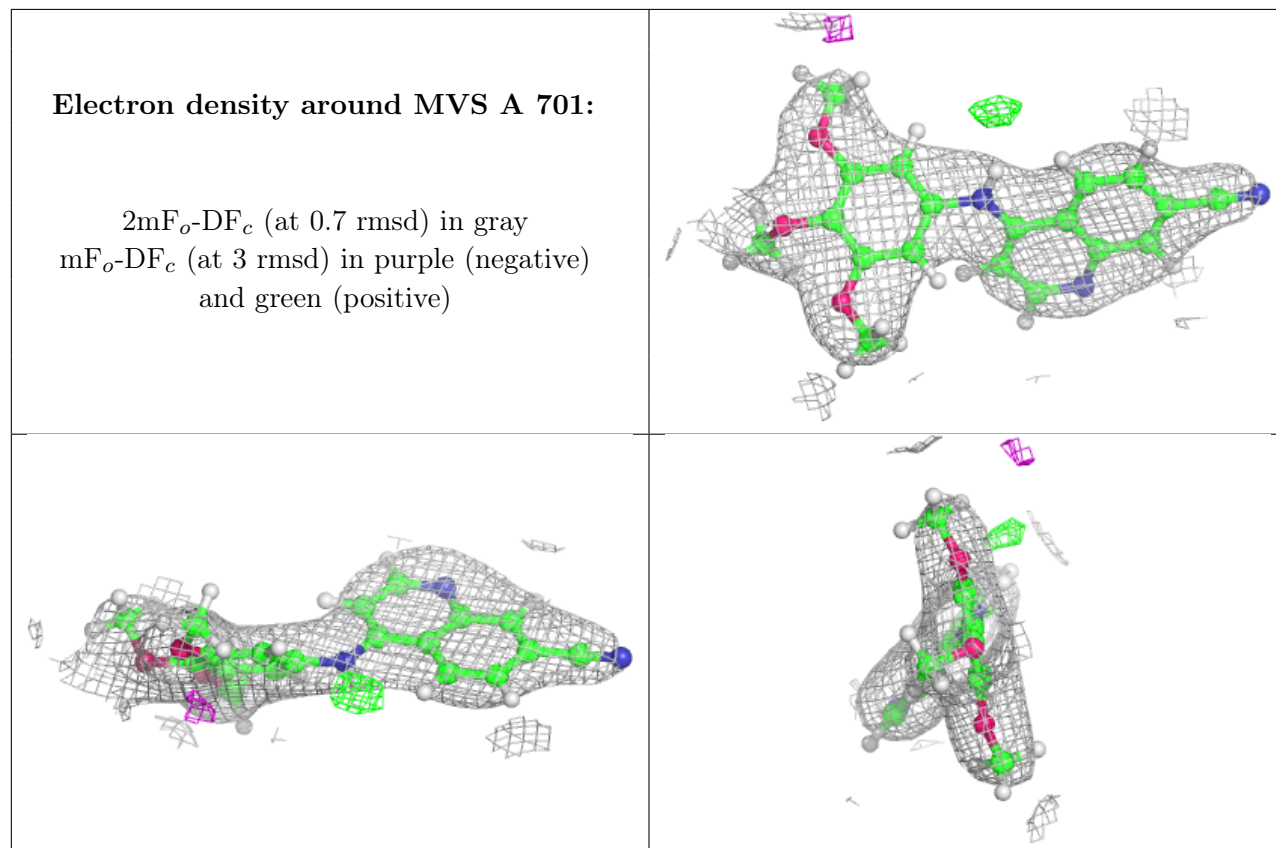 Electron density around MVS A 701:
2mFₒ-DF𝒸 (at 0.7 rmsd) in gray
mFₒ-DF𝒸 (at 3 rmsd) in purple (negative)
and green (positive)